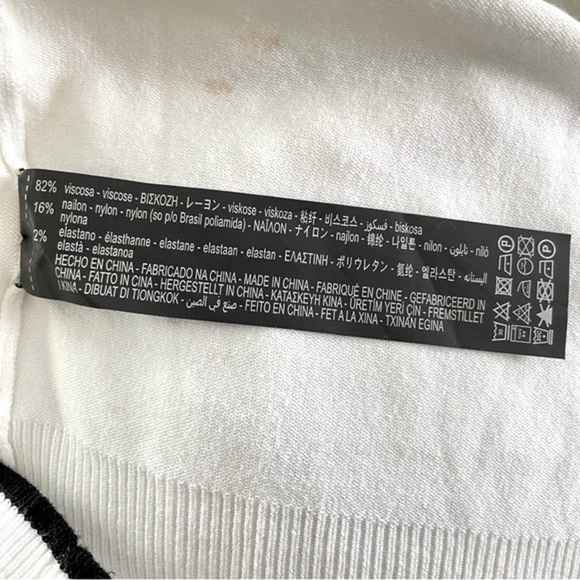 82% viscosa - viscose - ΒΙΣΚΟΖΗ - レーヨン - viskose - viskoza - 粘纤 - 비스코스 - فسكوز - biskosa
16% nailon - nylon - nylon (so p/o Brasil poliamida) - ΝΑΪΛΟΝ - ナイロン - najlon - 锦纶 - 나일론 - nilon - نايلون - niló
nylona
2% elastano - élasthanne - elastane - elastaan - elastan - ΕΛΑΣΤΙΝΗ - ポリウレタン - 氨纶 - 엘라스탄 - اليستانه
elastà - elastanoa
HECHO EN CHINA - FABRICADO NA CHINA - MADE IN CHINA - FABRIQUÉ EN CHINE - GEFABRICEERD IN
CHINA - FATTO IN CINA - HERGESTELLT IN CHINA - ΚΑΤΑΣΚΕΥΗ ΚΙΝΑ - ÜRETİM YERİ ÇİN - FREMSTILLET
I KINA - DIBUAT DI TIONGKOK - صنع في الصين - FEITO EN CHINA - FET A LA XINA - TXINAN EGINA
P
P